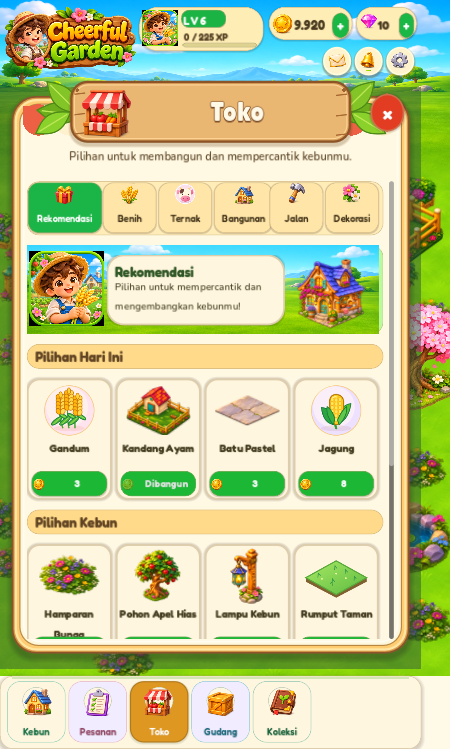 Cheerful
Garden
LV 6
0 / 225 XP
9.920
+
10
+
Toko
Pilihan untuk membangun dan mempercantik kebunmu.
Rekomendasi
Benih
Ternak
Bangunan
Jalan
Dekorasi
Rekomendasi
Pilihan untuk mempercantik dan
mengembangkan kebunmu!
Pilihan Hari Ini
Gandum
Kandang Ayam
Batu Pastel
Jagung
3
Dibangun
3
8
Pilihan Kebun
Hamparan
Bunga
Pohon Apel Hias
Lampu Kebun
Rumput Taman
Kebun
Pesanan
Toko
Gudang
Koleksi